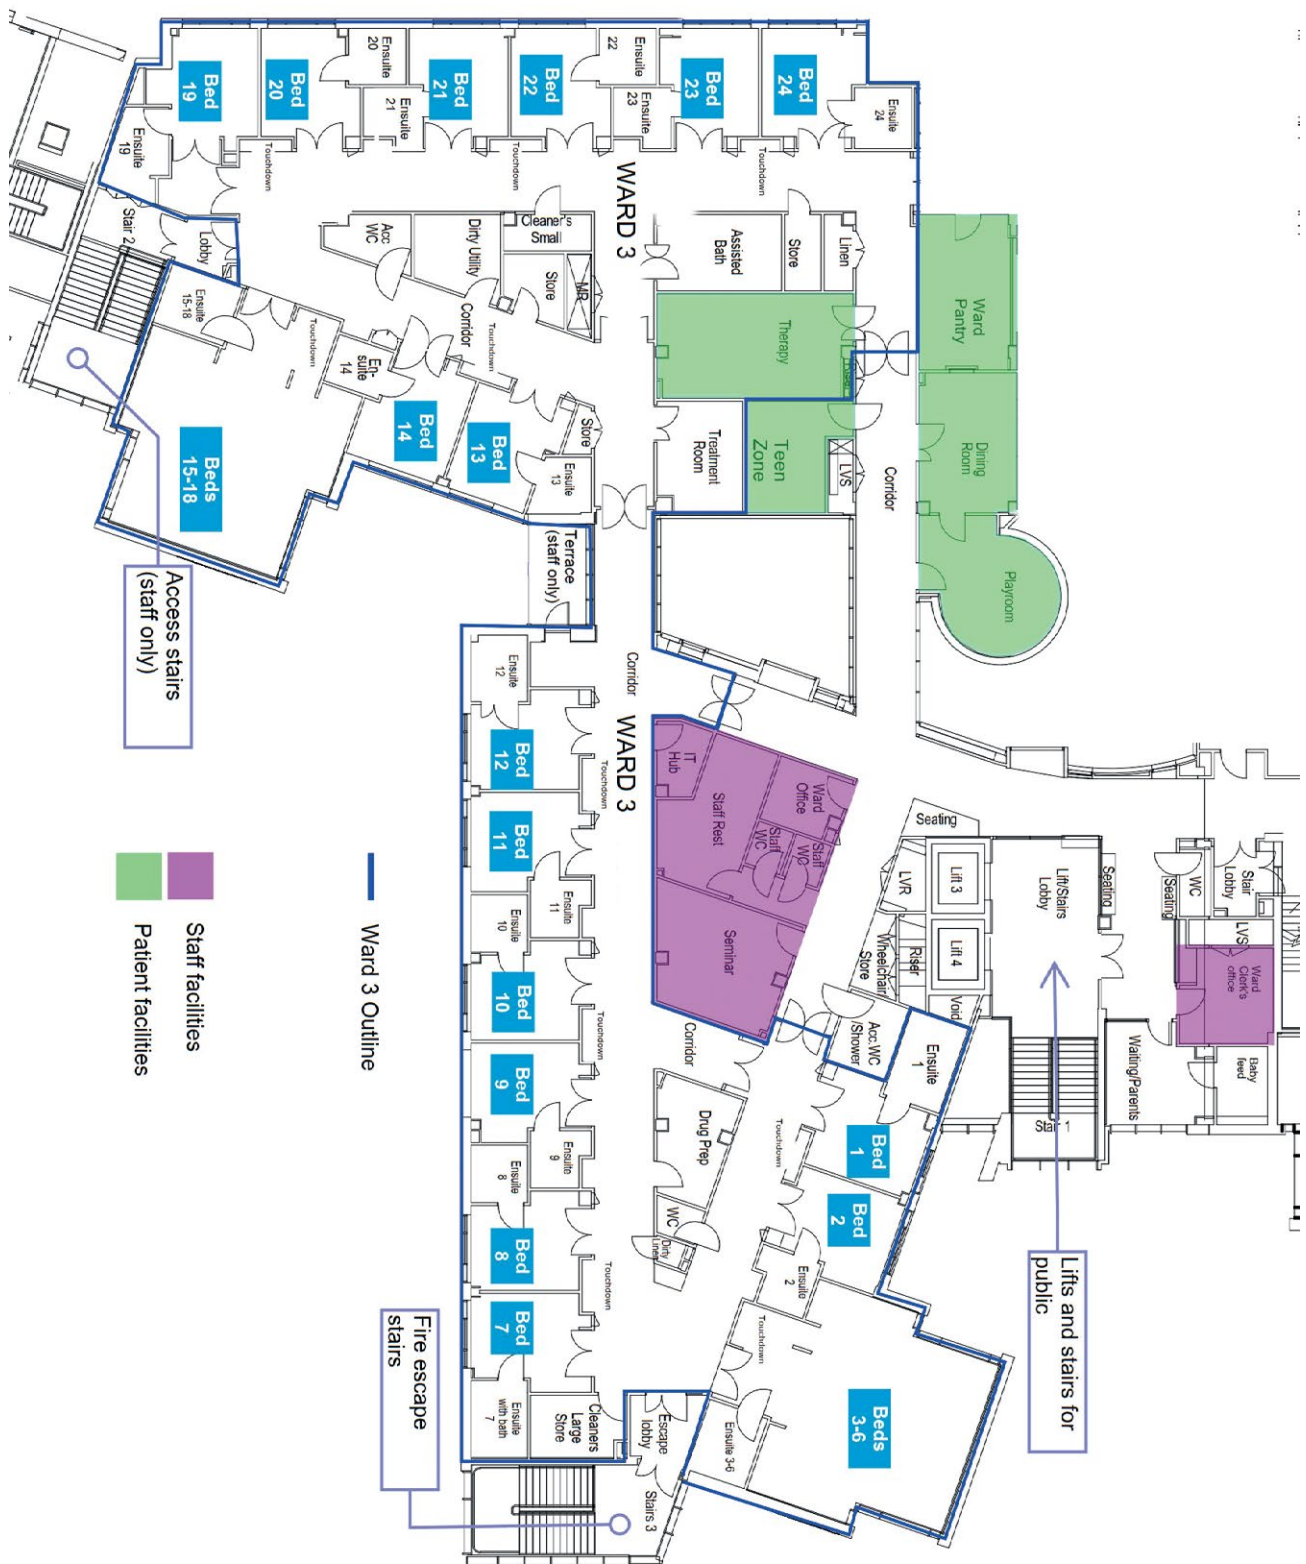 Bed
19
Bed
20
Ensuite
20
Ensuite
21
Bed
21
Bed
22
Ensuite
22
Ensuite
23
Bed
23
Bed
24
Ensuite
24
Ensuite
19
Touchdown
Touchdown
Touchdown
WARD 3
Stair 2
Lobby
Acc
WC
Dirty Utility
Cleaner's
Small
Store
MR
Assisted
Bath
Store
Linen
Ward
Pantry
Ensuite
15-18
Touchdown
Corridor
Touchdown
Therapy
Riser
En-
suite
14
Bed
14
Bed
13
Store
Ensuite
13
Treatment
Room
Teen
Zone
LVS
Corridor
Dining
Room
Playroom
Beds
15-18
Terrace
(staff only)
Access stairs
(staff only)
Corridor
WARD 3
Ensuite
12
Bed
12
Touchdown
IT
Hub
Staff Rest
Ward
Office
Staff
WC
Staff
WC
Seminar
Seating
LVR
Lift 3
Lift 4
Riser
Wheelchair
Store
Void
Lift/Stairs
Lobby
Seating
Seating
WC
Stair
Lobby
LVS
Ward
Clerk's
office
Baby
feed
Waiting/Parents
Stair 1
Bed
11
Ensuite
11
Ensuite
10
Bed
10
Touchdown
Corridor
Acc.WC
/Shower
Ensuite
1
Bed
1
Bed
2
Ensuite
2
Touchdown
Drug Prep
WC
Dirty
Linen
Bed
9
Ensuite
9
Ensuite
8
Bed
8
Touchdown
Bed
7
Ensuite
with bath
7
Cleaners
Large
Store
Escape
lobby
Stairs 3
Ensuite 3-6
Touchdown
Beds
3-6
Lifts and stairs for
public
Fire escape
stairs
Ward 3 Outline
Staff facilities
Patient facilities